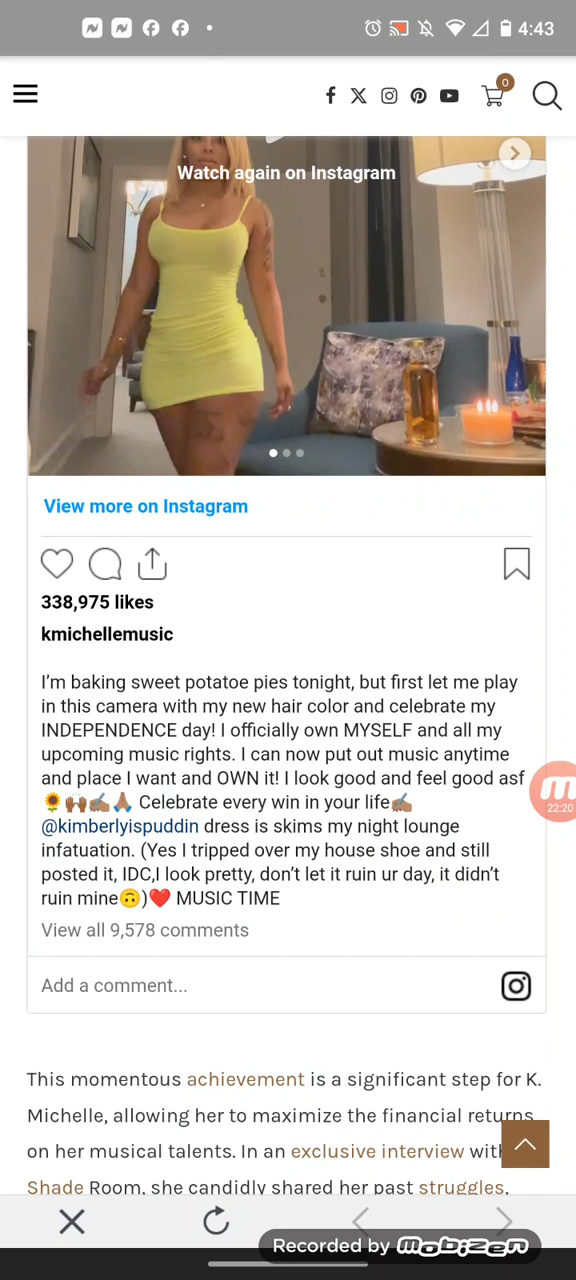 4:43
0
Watch again on Instagram
View more on Instagram
338,975 likes
kmichellemusic
I’m baking sweet potatoe pies tonight, but first let me play
in this camera with my new hair color and celebrate my
INDEPENDENCE day! I officially own MYSELF and all my
upcoming music rights. I can now put out music anytime
and place I want and OWN it! I look good and feel good asf
🌻🙌🏽✍🏽🙏🏽 Celebrate every win in your life✍🏽
@kimberlyispuddin dress is skims my night lounge
infatuation. (Yes I tripped over my house shoe and still
posted it, IDC,I look pretty, don’t let it ruin ur day, it didn’t
ruin mine🙃)❤️ MUSIC TIME
22:20
View all 9,578 comments
Add a comment...
This momentous achievement is a significant step for K.
Michelle, allowing her to maximize the financial returns
on her musical talents. In an exclusive interview with
Shade Room, she candidly shared her past struggles,
Recorded by mobizen